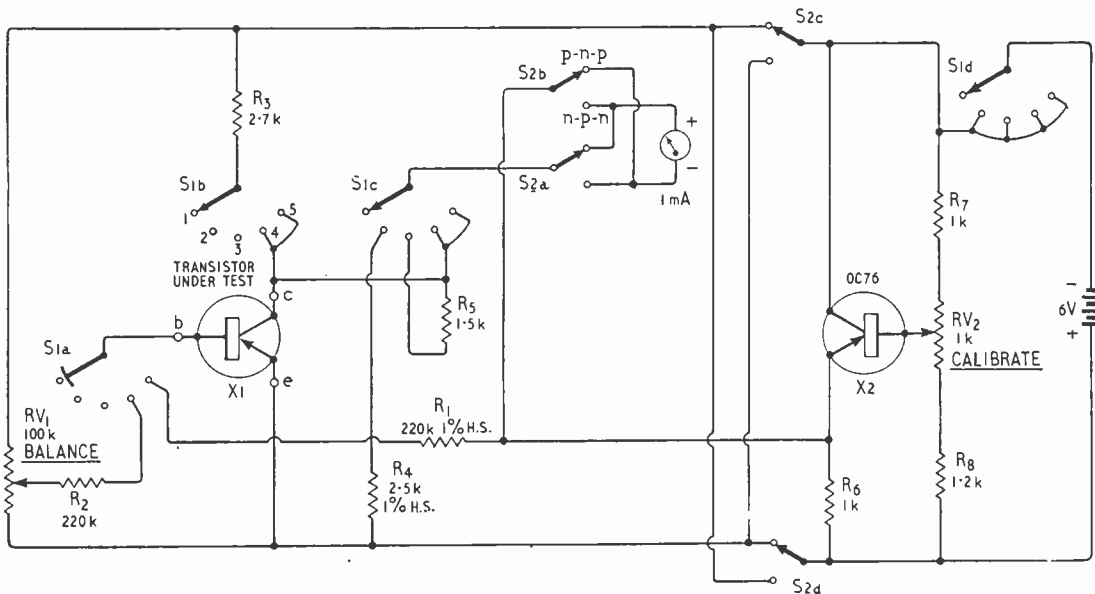 S2c
p-n-p
S2b
S1d
R3
2·7k
n-p-n
+
−
S1b
S1c
S2a
1mA
1
2
3
4
5
R7
1k
TRANSISTOR
UNDER TEST
c
OC76
R5
1·5k
−
6V
+
b
RV2
1k
CALIBRATE
S1a
X1
e
X2
RV1
100k
BALANCE
R1
220k 1% H.S.
R4
2·5k
1% H.S.
R8
1·2k
R2
220k
R6
1k
S2d